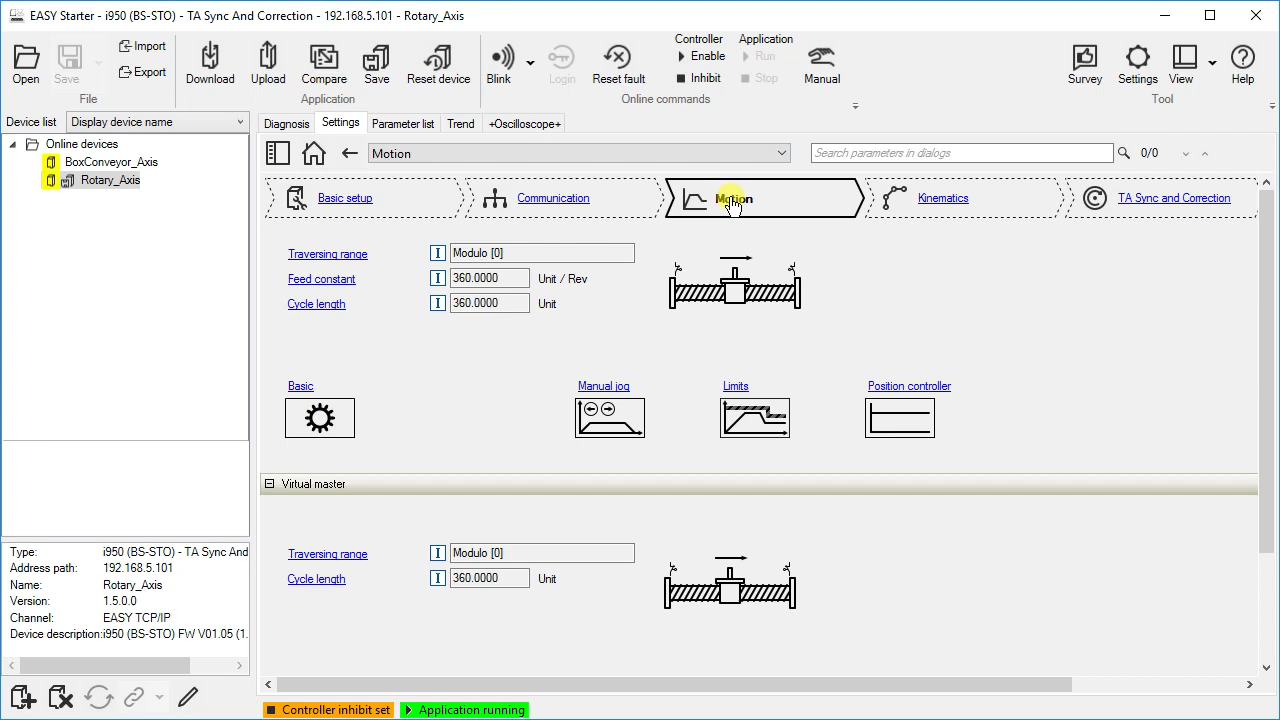 EASY Starter - i950 (BS-STO) - TA Sync And Correction - 192.168.5.101 - Rotary_Axis
Open
Save
Import
Export
File
Download
Upload
Compare
Save
Reset device
Application
Blink
Login
Reset fault
Controller
Enable
Inhibit
Application
Run
Stop
Manual
Online commands
Survey
Settings
View
Help
Tool
Device list
Display device name
Online devices
BoxConveyor_Axis
Rotary_Axis
Type: i950 (BS-STO) - TA Sync And
Address path: 192.168.5.101
Name: Rotary_Axis
Version: 1.5.0.0
Channel: EASY TCP/IP
Device description:i950 (BS-STO) FW V01.05 (1.
Diagnosis
Settings
Parameter list
Trend
+Oscilloscope+
Motion
Search parameters in dialogs
0/0
Basic setup
Communication
Motion
Kinematics
TA Sync and Correction
Traversing range I Modulo [0]
Feed constant I 360.0000 Unit / Rev
Cycle length I 360.0000 Unit
Basic
Manual jog
Limits
Position controller
Virtual master
Traversing range I Modulo [0]
Cycle length I 360.0000 Unit
Controller inhibit set
Application running